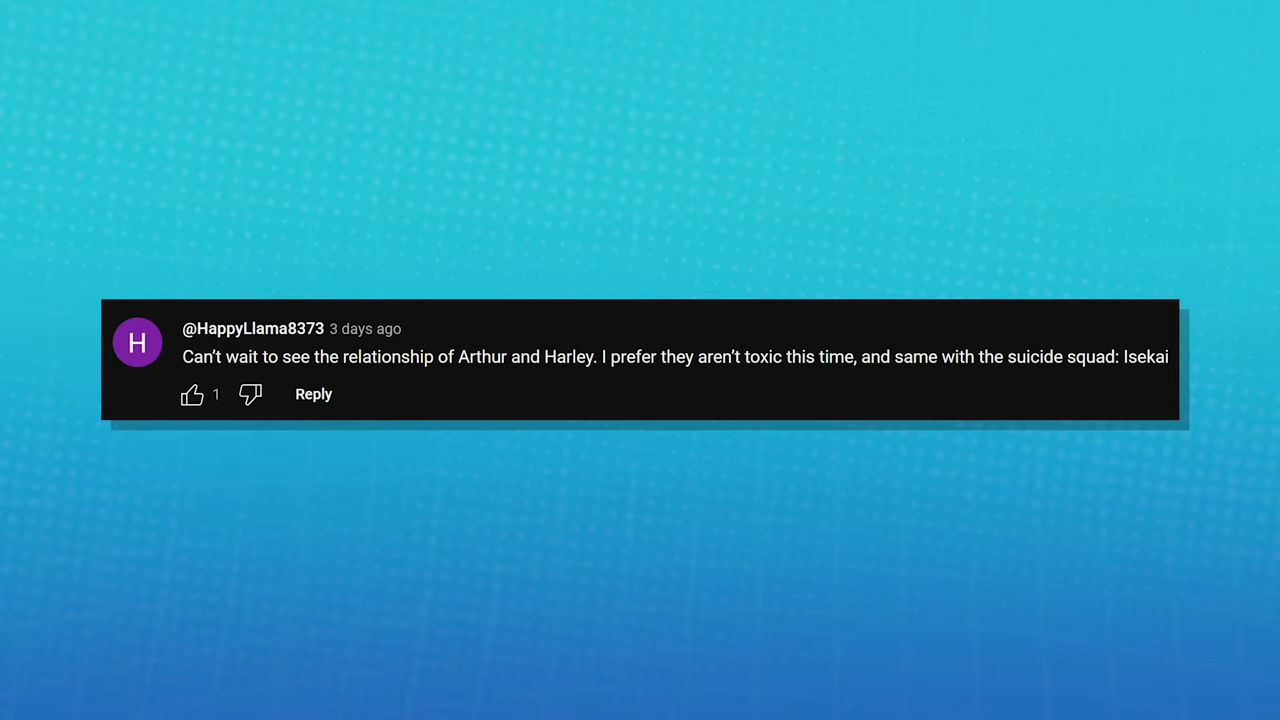 H
@HappyLlama8373 3 days ago
Can’t wait to see the relationship of Arthur and Harley. I prefer they aren’t toxic this time, and same with the suicide squad: Isekai
1 Reply